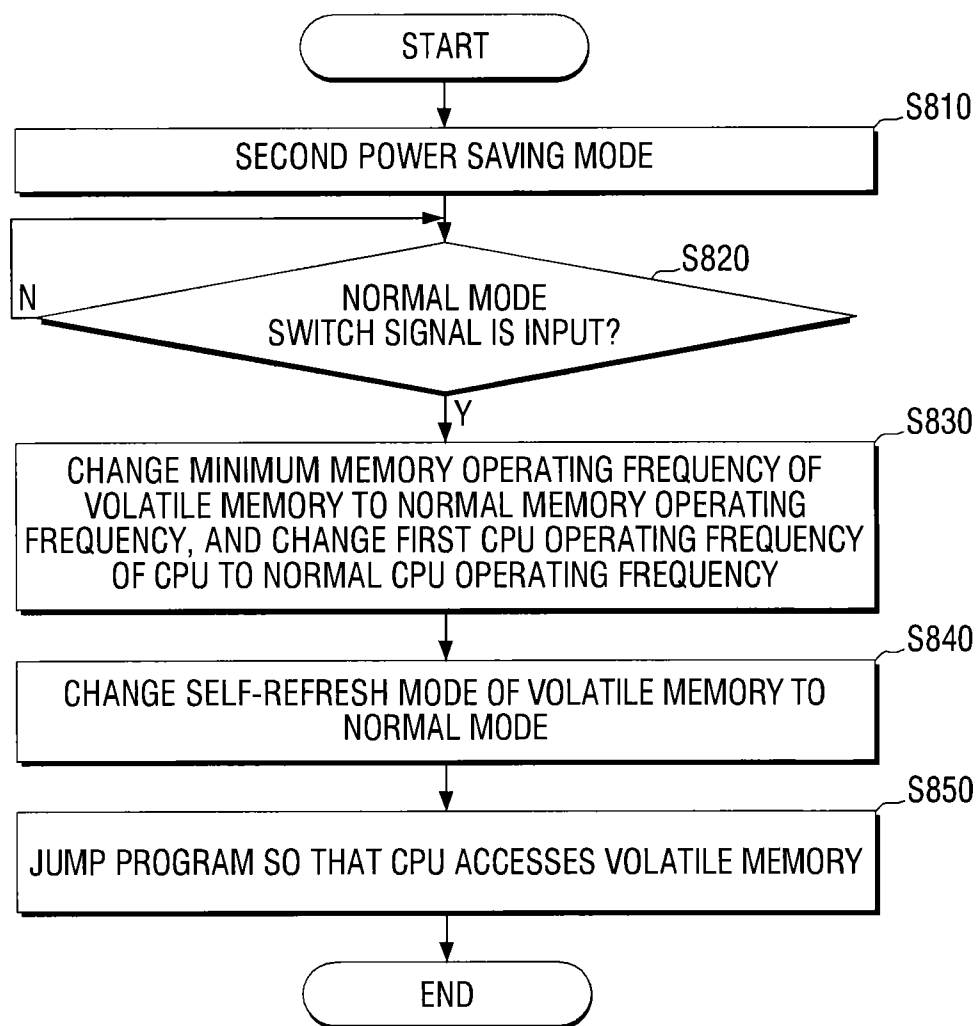 START
S810
SECOND POWER SAVING MODE
S820
N
NORMAL MODE
SWITCH SIGNAL IS INPUT?
Y
S830
CHANGE MINIMUM MEMORY OPERATING FREQUENCY OF
VOLATILE MEMORY TO NORMAL MEMORY OPERATING
FREQUENCY, AND CHANGE FIRST CPU OPERATING FREQUENCY
OF CPU TO NORMAL CPU OPERATING FREQUENCY
S840
CHANGE SELF-REFRESH MODE OF VOLATILE MEMORY TO
NORMAL MODE
S850
JUMP PROGRAM SO THAT CPU ACCESSES VOLATILE MEMORY
END